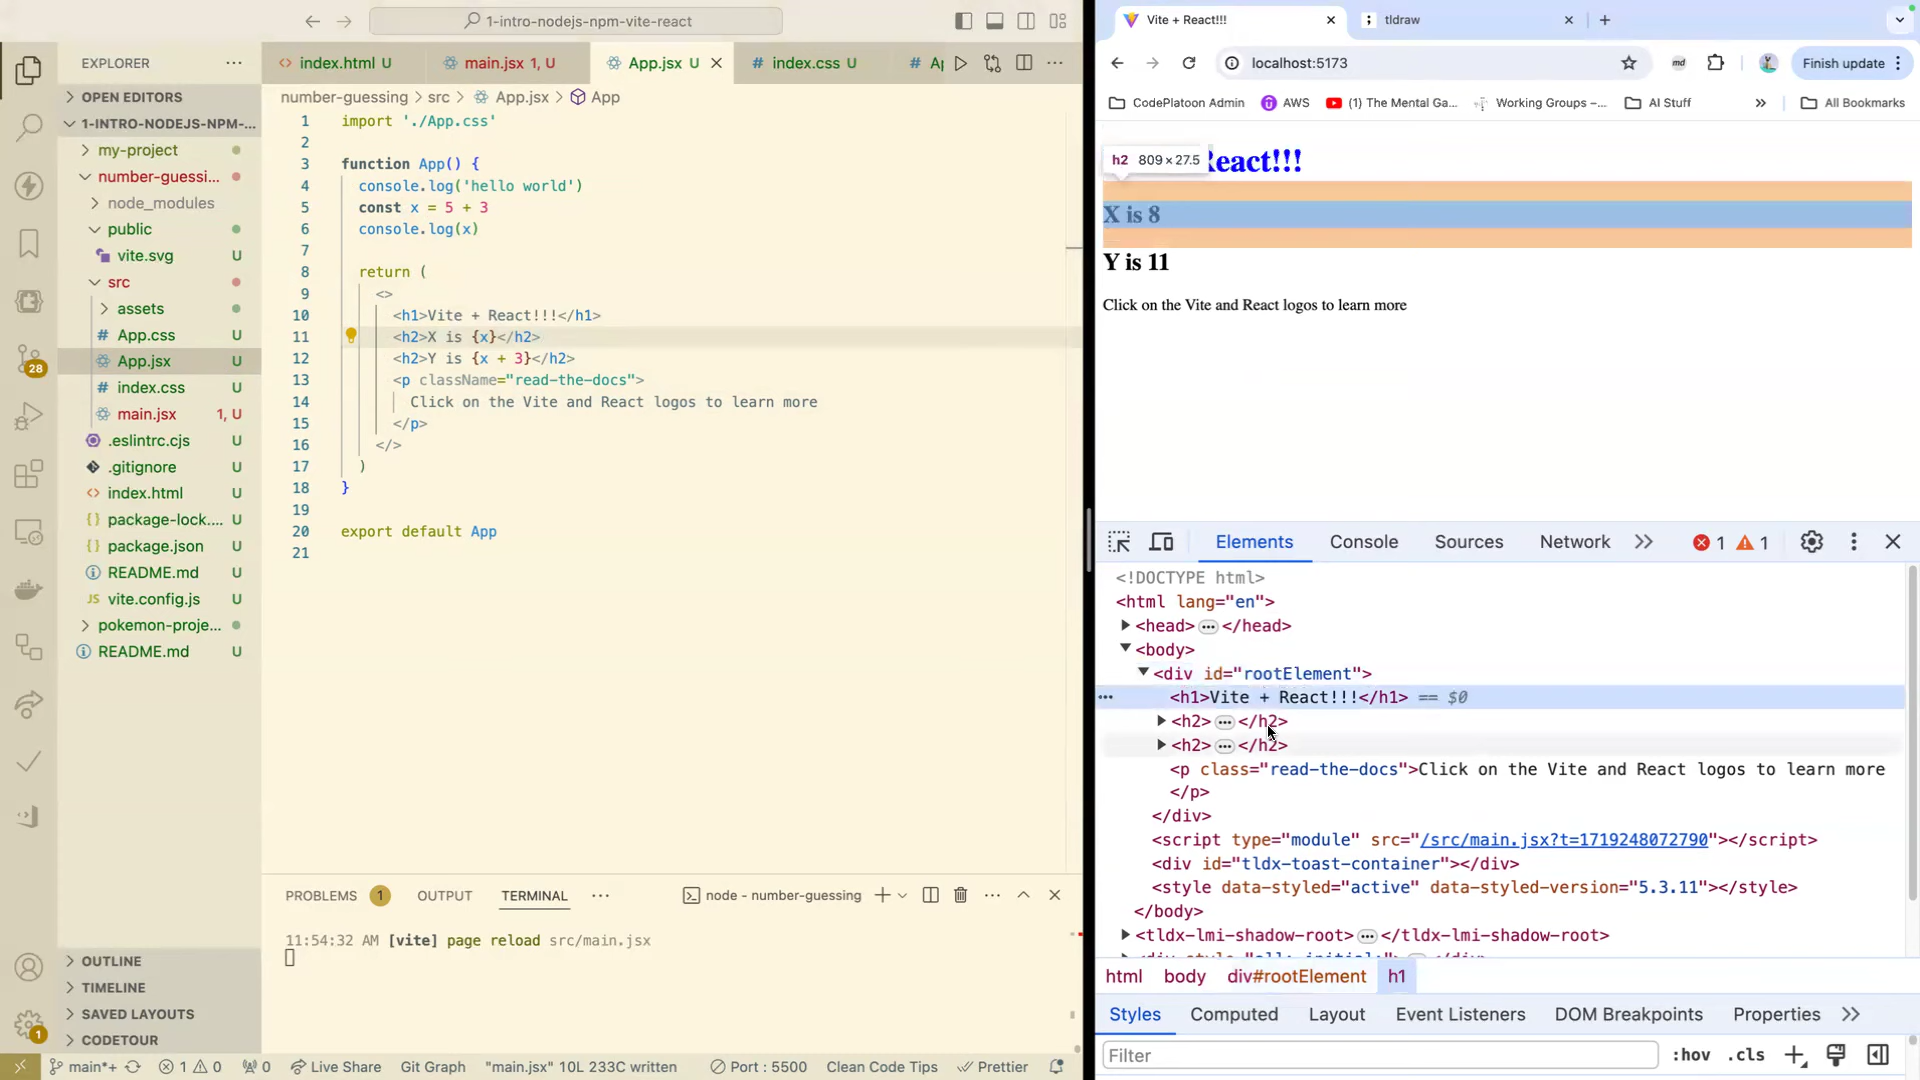 1-intro-nodejs-npm-vite-react
EXPLORER
OPEN EDITORS
1-INTRO-NODEJS-NPM-...
my-project
number-guessi...
node_modules
public
vite.svg U
src
assets
App.css U
App.jsx U
index.css U
main.jsx 1, U
.eslintrc.cjs U
.gitignore U
index.html U
package-lock.... U
package.json U
README.md U
vite.config.js U
pokemon-proje...
README.md U
OUTLINE
TIMELINE
SAVED LAYOUTS
CODETOUR
28
1
index.html U
main.jsx 1, U
App.jsx U
index.css U
Ap
number-guessing > src > App.jsx > App
1 import './App.css'
2
3 function App() {
4 console.log('hello world')
5 const x = 5 + 3
6 console.log(x)
7
8 return (
9 <>
10 <h1>Vite + React!!!</h1>
11 <h2>X is {x}</h2>
12 <h2>Y is {x + 3}</h2>
13 <p className="read-the-docs">
14 Click on the Vite and React logos to learn more
15 </p>
16 </>
17 )
18 }
19
20 export default App
21
PROBLEMS 1 OUTPUT TERMINAL
node - number-guessing
11:54:32 AM [vite] page reload src/main.jsx
main*+ 1 0 0 Live Share Git Graph "main.jsx" 10L 233C written Port : 5500 Clean Code Tips Prettier
Vite + React!!!
tldraw
localhost:5173
md
Finish update
CodePlatoon Admin
AWS
(1) The Mental Ga...
Working Groups –...
AI Stuff
All Bookmarks
h2 809 × 27.5
React!!!
X is 8
Y is 11
Click on the Vite and React logos to learn more
Elements Console Sources Network 1 1
<!DOCTYPE html>
<html lang="en">
<head> </head>
<body>
<div id="rootElement">
<h1>Vite + React!!!</h1> == $0
<h2> </h2>
<h2> </h2>
<p class="read-the-docs">Click on the Vite and React logos to learn more
</p>
</div>
<script type="module" src="/src/main.jsx?t=1719248072790"></script>
<div id="tldx-toast-container"></div>
<style data-styled="active" data-styled-version="5.3.11"></style>
</body>
<tldx-lmi-shadow-root> </tldx-lmi-shadow-root>
html body div#rootElement h1
Styles Computed Layout Event Listeners DOM Breakpoints Properties
Filter :hov .cls